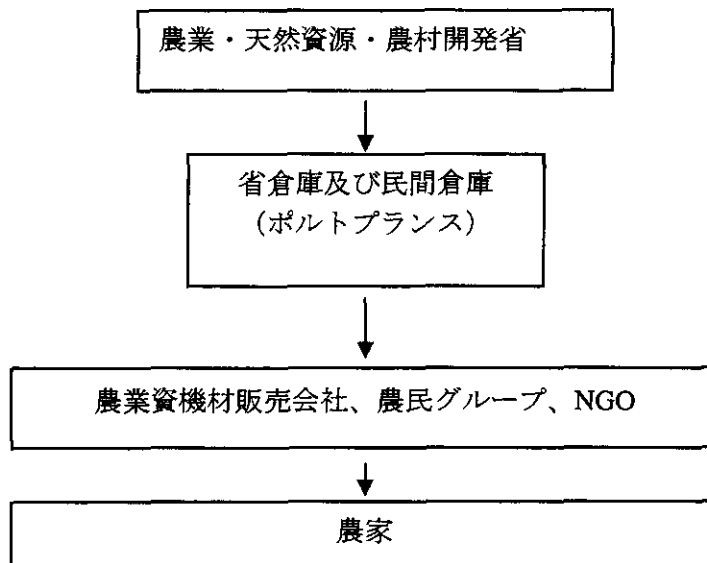 農業・天然資源・農村開発省
省倉庫及び民間倉庫
(ポルトプランス)
農業資機材販売会社、農民グループ、NGO
農家